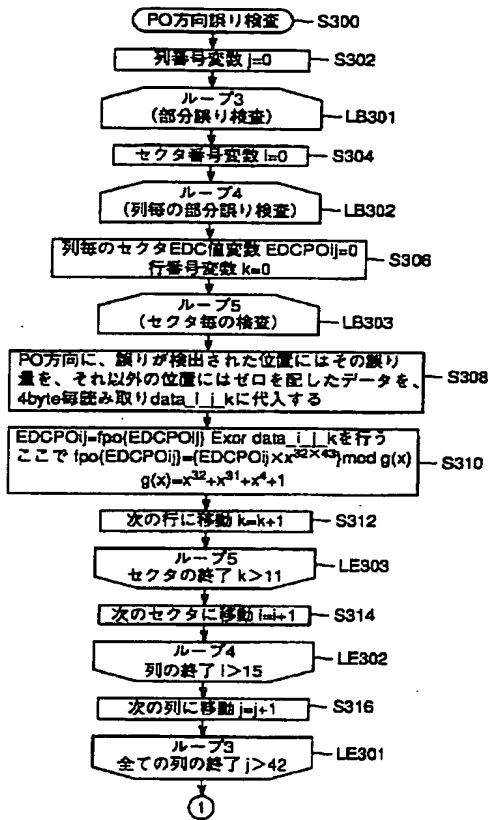 PO方向誤り検査 S300
列番号変数 j=0 S302
ループ3
(部分誤り検査) LB301
セクタ番号変数 i=0 S304
ループ4
(列毎の部分誤り検査) LB302
列毎のセクタEDC値変数 EDCPOij=0
行番号変数 k=0 S306
ループ5
(セクタ毎の検査) LB303
PO方向に、誤りが検出された位置にはその誤り
量を、それ以外の位置にはゼロを配したデータを、
4byte毎読み取りdata_i_j_kに代入する S308
EDCPOij=fpo{EDCPOij} Exor data_i_j_kを行う
ここで fpo{EDCPOij}={EDCPOij×x^{32×43}}mod g(x)
g(x)=x^{32}+x^{31}+x^4+1 S310
次の行に移動 k=k+1 S312
ループ5
セクタの終了 k>11 LE303
次のセクタに移動 i=i+1 S314
ループ4
列の終了 i>15 LE302
次の列に移動 j=j+1 S316
ループ3
全ての列の終了 j>42 LE301
1